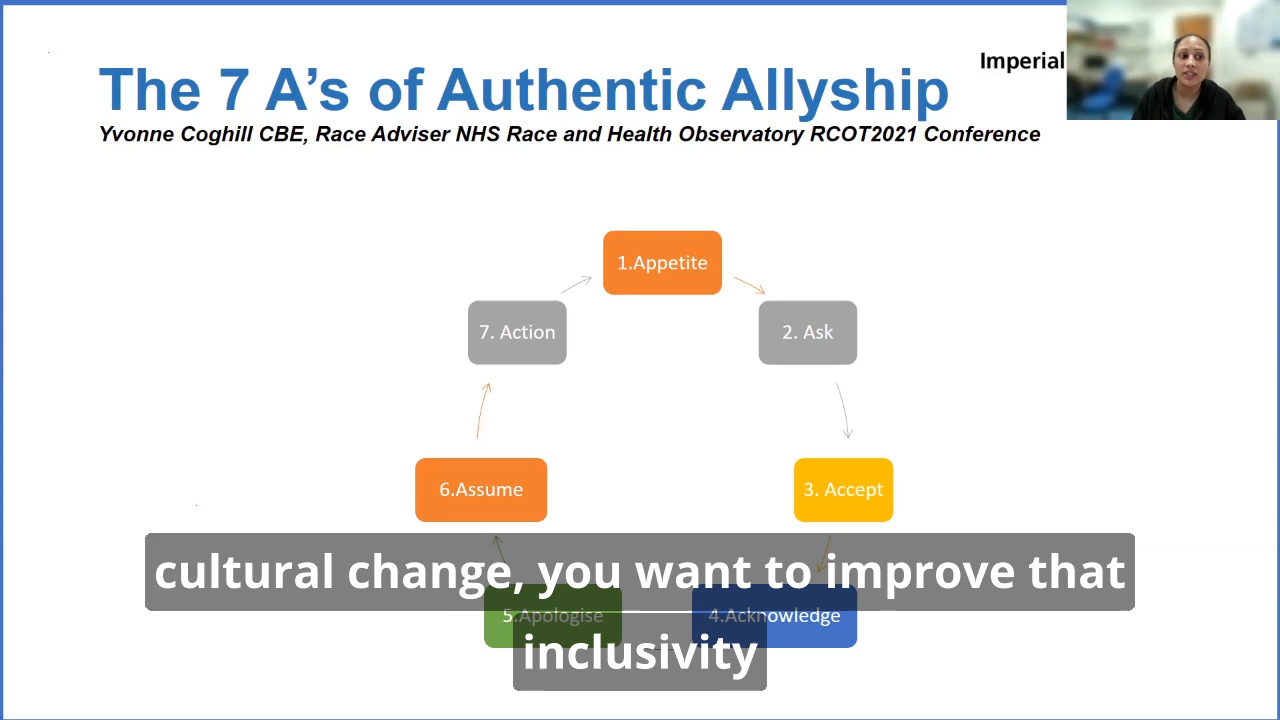 Imperial
The 7 A's of Authentic Allyship
Yvonne Coghill CBE, Race Adviser NHS Race and Health Observatory RCOT2021 Conference
1.Appetite
7. Action
2. Ask
6.Assume
3. Accept
5.Apologise
4.Acknowledge
cultural change, you want to improve that
inclusivity